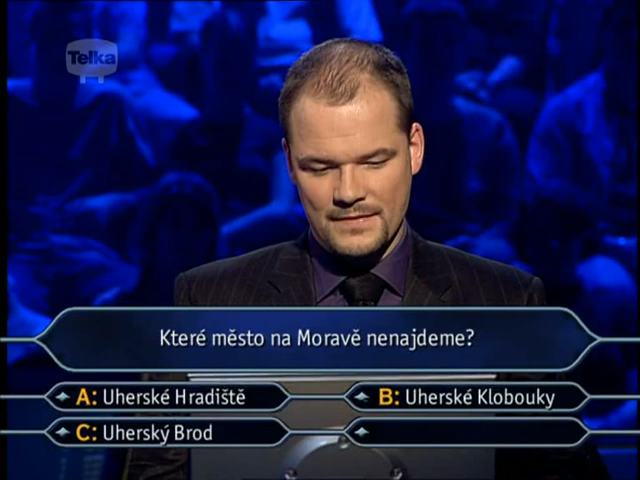 Telka
Které město na Moravě nenajdeme?
A: Uherské Hradiště
B: Uherské Klobouky
C: Uherský Brod